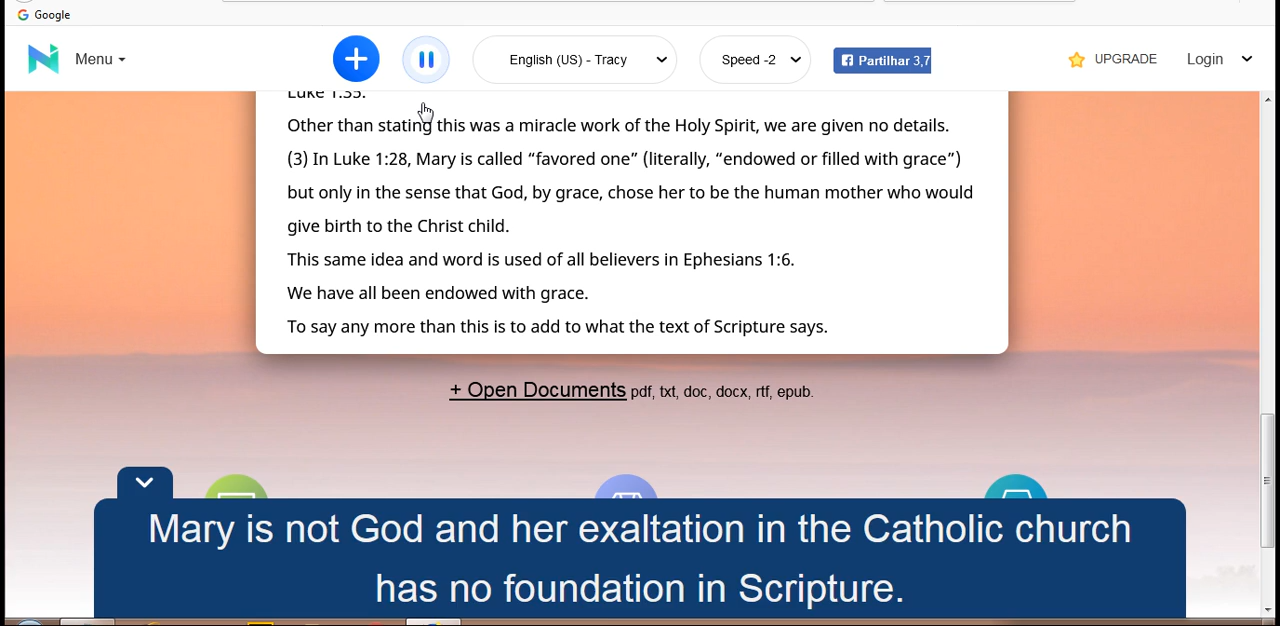 Google
Menu
English (US) - Tracy
Speed -2
Partilhar 3,7
UPGRADE
Login
Luke 1:35.
Other than stating this was a miracle work of the Holy Spirit, we are given no details.
(3) In Luke 1:28, Mary is called “favored one” (literally, “endowed or filled with grace”)
but only in the sense that God, by grace, chose her to be the human mother who would
give birth to the Christ child.
This same idea and word is used of all believers in Ephesians 1:6.
We have all been endowed with grace.
To say any more than this is to add to what the text of Scripture says.
+ Open Documents pdf, txt, doc, docx, rtf, epub.
Mary is not God and her exaltation in the Catholic church
has no foundation in Scripture.